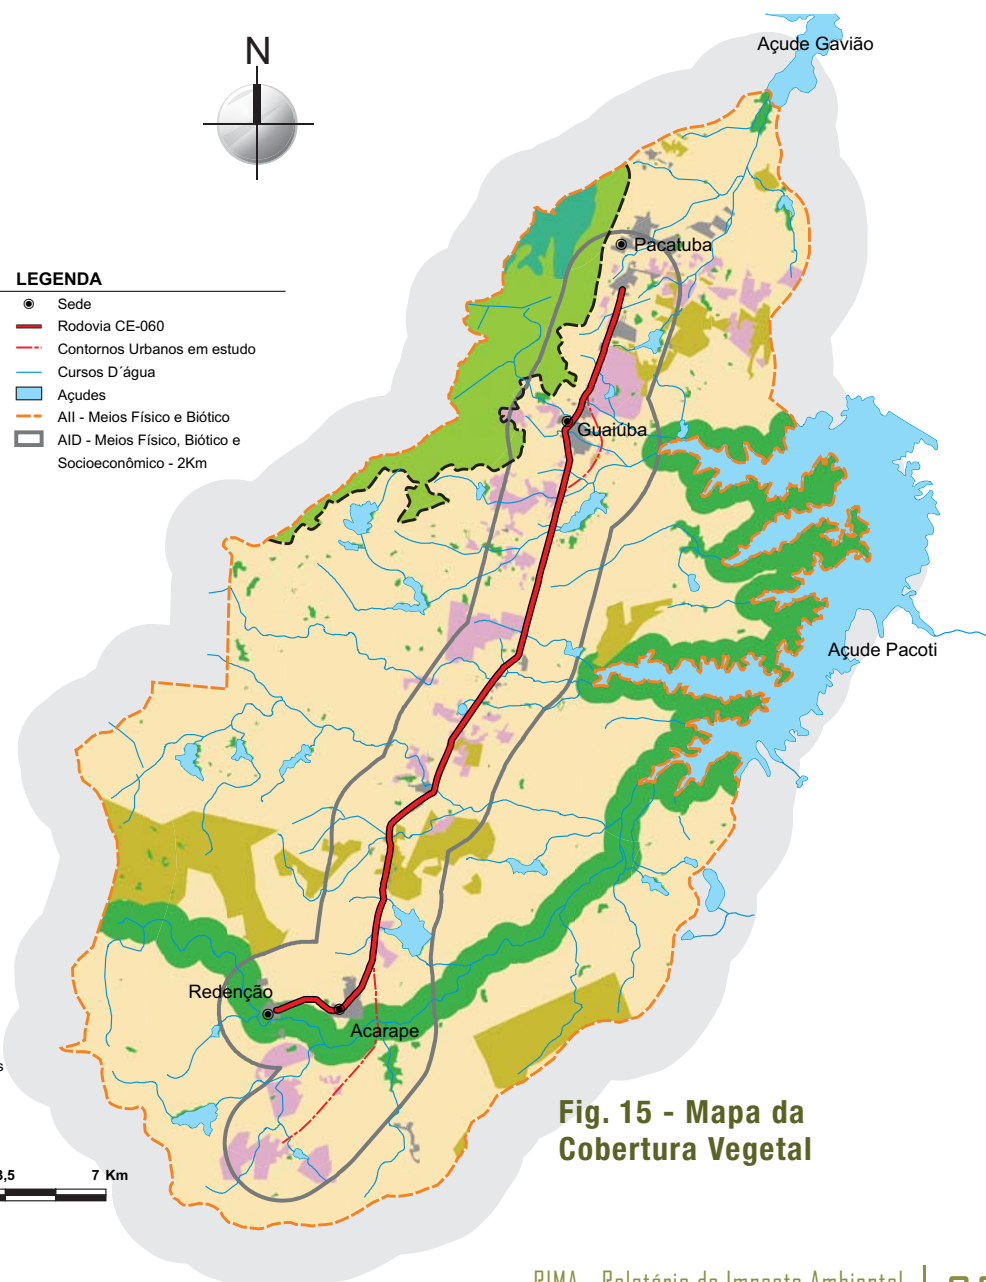 Açude Gavião
N
Pacatuba
LEGENDA
Sede
Rodovia CE-060
Contornos Urbanos em estudo
Cursos D´água
Açudes
AII - Meios Físico e Biótico
AID - Meios Físico, Biótico e
Socioeconômico - 2Km
Guaiúba
Açude Pacoti
Redenção
Acarape
s
Fig. 15 - Mapa da
Cobertura Vegetal
3,5 7 Km
RIMA - Relatório de Impacto Ambiental